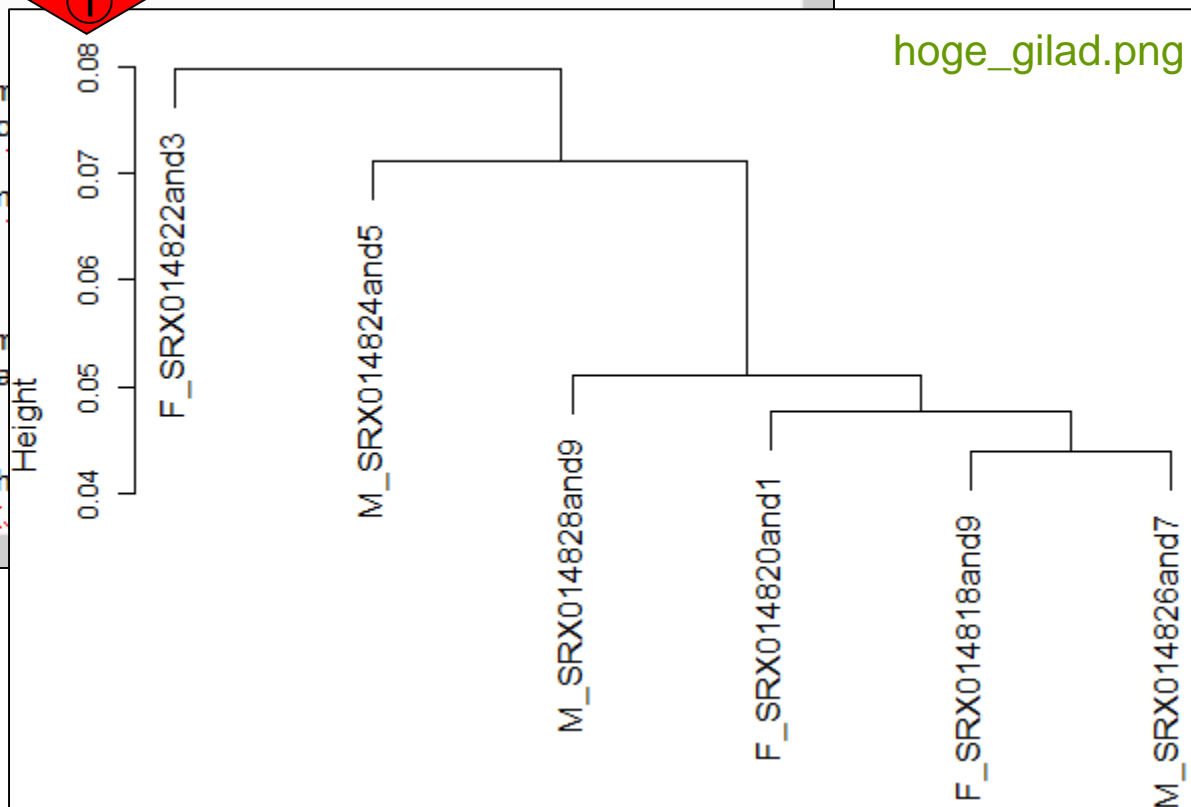 ①
hoge_gilad.png
Height
0.08
0.07
0.06
0.05
0.04
F_SRX014822and3
M_SRX014824and5
M_SRX014828and9
F_SRX014820and1
F_SRX014818and9
M_SRX014826and7